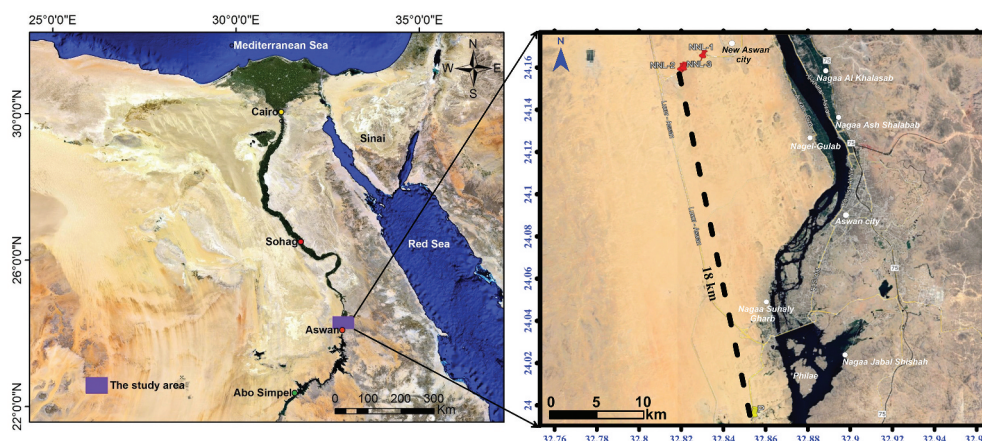 25°0'0"E
30°0'0"E
35°0'0"E
Mediterranean Sea
N
W
E
S
30°0'0"N
26°0'0"N
22°0'0"N
Cairo
Sinai
Sohag
Red Sea
Aswan
The study area
Abo Simpel
0 100 200 300
Km
24.16
24.14
24.12
24.1
24.08
24.06
24.04
24.02
24
N
NNL-1
NNL-2
NNL-3
New Aswan
city
75
Nagaa Al Khalasab
Nagaa Ash Shalabab
Nagel-Gulab
75
Aswan city
18 km
75
Nagaa Suhaly
Gharb
Nagaa Jabal Shishah
Philae
75
0 5 10
km
32.76
32.78
32.8
32.82
32.84
32.86
32.88
32.9
32.92
32.94